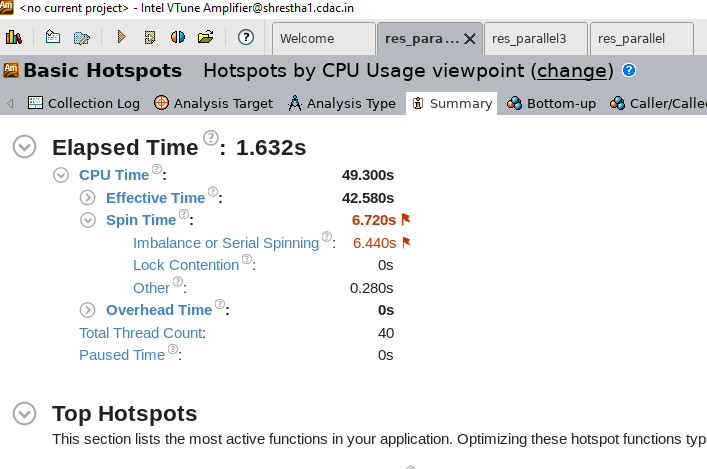 Am <no current project> - Intel VTune Amplifier@shrestha1.cdac.in
Welcome res_para... res_parallel3 res_parallel
Am Basic Hotspots Hotspots by CPU Usage viewpoint (change) ?
Collection Log Analysis Target Analysis Type Summary Bottom-up Caller/Calle
Elapsed Time ?: 1.632s
CPU Time ?: 49.300s
Effective Time ?: 42.580s
Spin Time ?: 6.720s
Imbalance or Serial Spinning ?: 6.440s
Lock Contention ?: 0s
Other ?: 0.280s
Overhead Time ?: 0s
Total Thread Count: 40
Paused Time ?: 0s
Top Hotspots
This section lists the most active functions in your application. Optimizing these hotspot functions typ